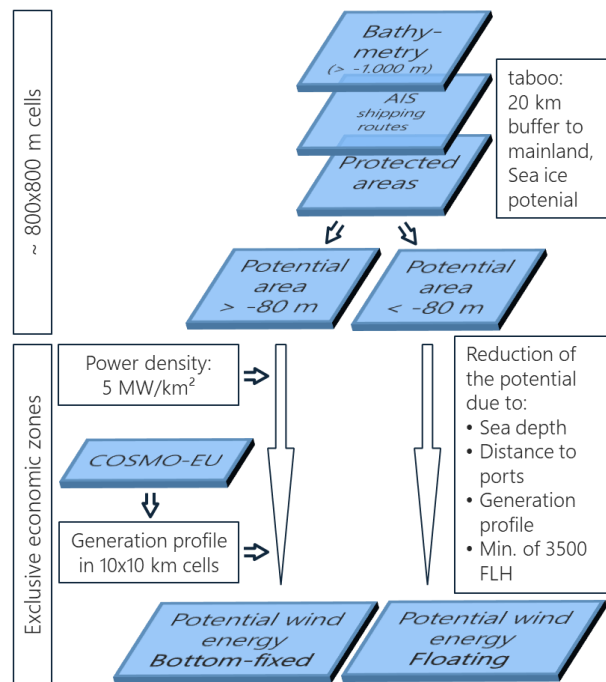 ~ 800x800 m cells
Bathy-
metry
(> -1.000 m)
AIS
shipping
routes
Protected
areas
taboo:
20 km
buffer to
mainland,
Sea ice
potenial
Potential
area
> -80 m
Potential
area
< -80 m
Exclusive economic zones
Power density:
5 MW/km²
COSMO-EU
Generation profile
in 10x10 km cells
Reduction of
the potential
due to:
• Sea depth
• Distance to
ports
• Generation
profile
• Min. of 3500
FLH
Potential wind
energy
Bottom-fixed
Potential wind
energy
Floating